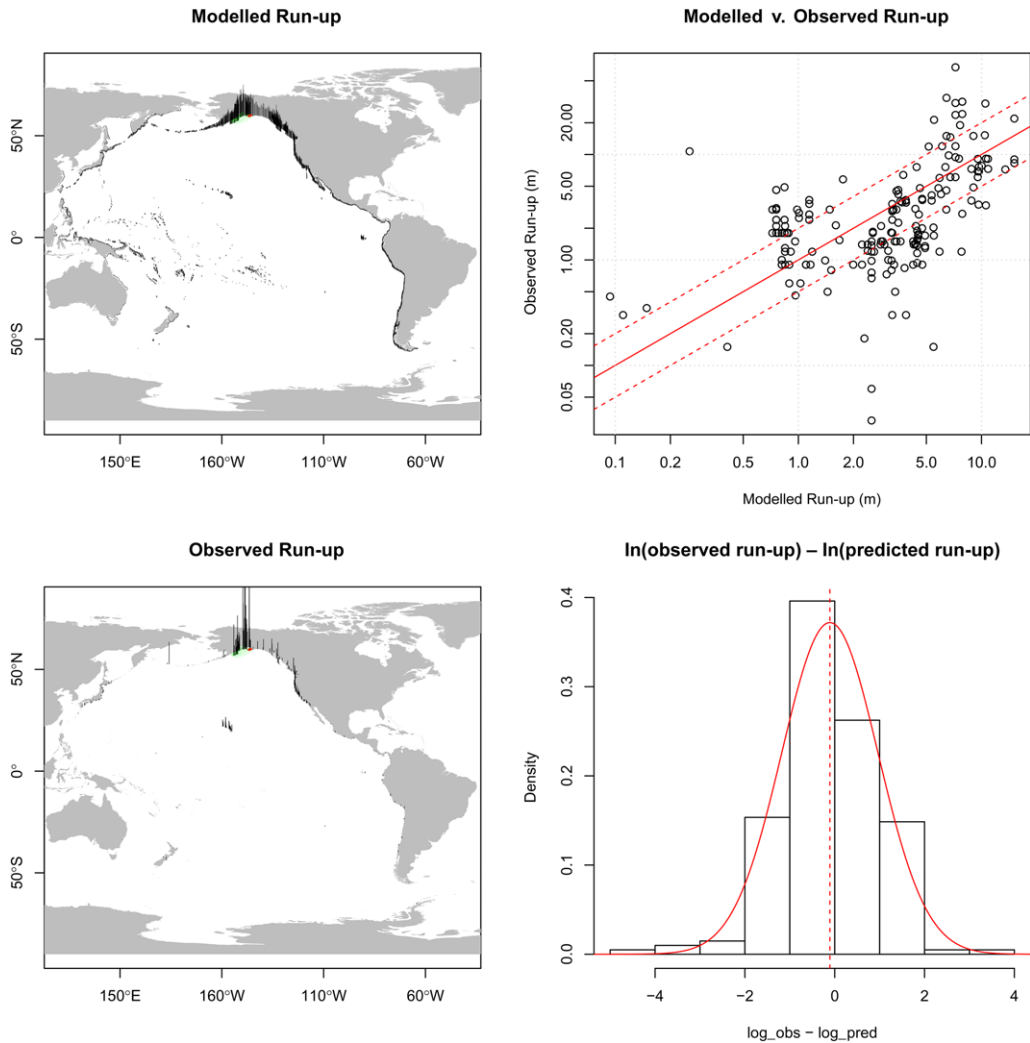 Modelled Run-up
50°N
0°
50°S
150°E
160°W
110°W
60°W
Modelled v. Observed Run-up
Observed Run-up (m)
20.00
5.00
1.00
0.20
0.05
0.1
0.2
0.5
1.0
2.0
5.0
10.0
Modelled Run-up (m)
Observed Run-up
50°N
0°
50°S
150°E
160°W
110°W
60°W
ln(observed run-up) – ln(predicted run-up)
Density
0.4
0.3
0.2
0.1
0.0
−4
−2
0
2
4
log_obs − log_pred